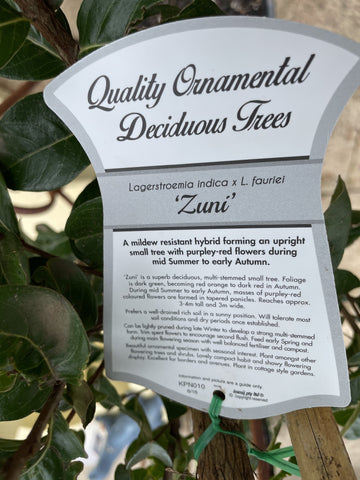 Quality Ornamental
Deciduous Trees
Lagerstroemia indica x L. fauriei
'Zuni'
A mildew resistant hybrid forming an upright
small tree with purpley-red flowers during
mid Summer to early Autumn.
'Zuni' is a superb deciduous, multi-stemmed small tree. Foliage
is dark green, becoming red orange to dark red in Autumn.
During mid Summer to early Autumn, masses of purpley-red
coloured flowers are formed in tapered panicles. Reaches approx.
3-4m tall and 3m wide.
Prefers a well-drained rich soil in a sunny position. Will tolerate most
soil conditions and dry periods once established.
Can be lightly pruned during late Winter to develop a strong multi-stemmed
form. Trim spent flowers to encourage second flush. Feed early Spring and
during main flowering season with balanced fertiliser and compost.
Beautiful ornamental specimen with seasonal interest. Plant amongst other
flowering trees and shrubs. Lovely compact habit and showy flowering
display. Excellent for borders and avenues. Plant in cottage style gardens.
Information and picture are a guide only.
KPN010
6/15
© Copyright reserved